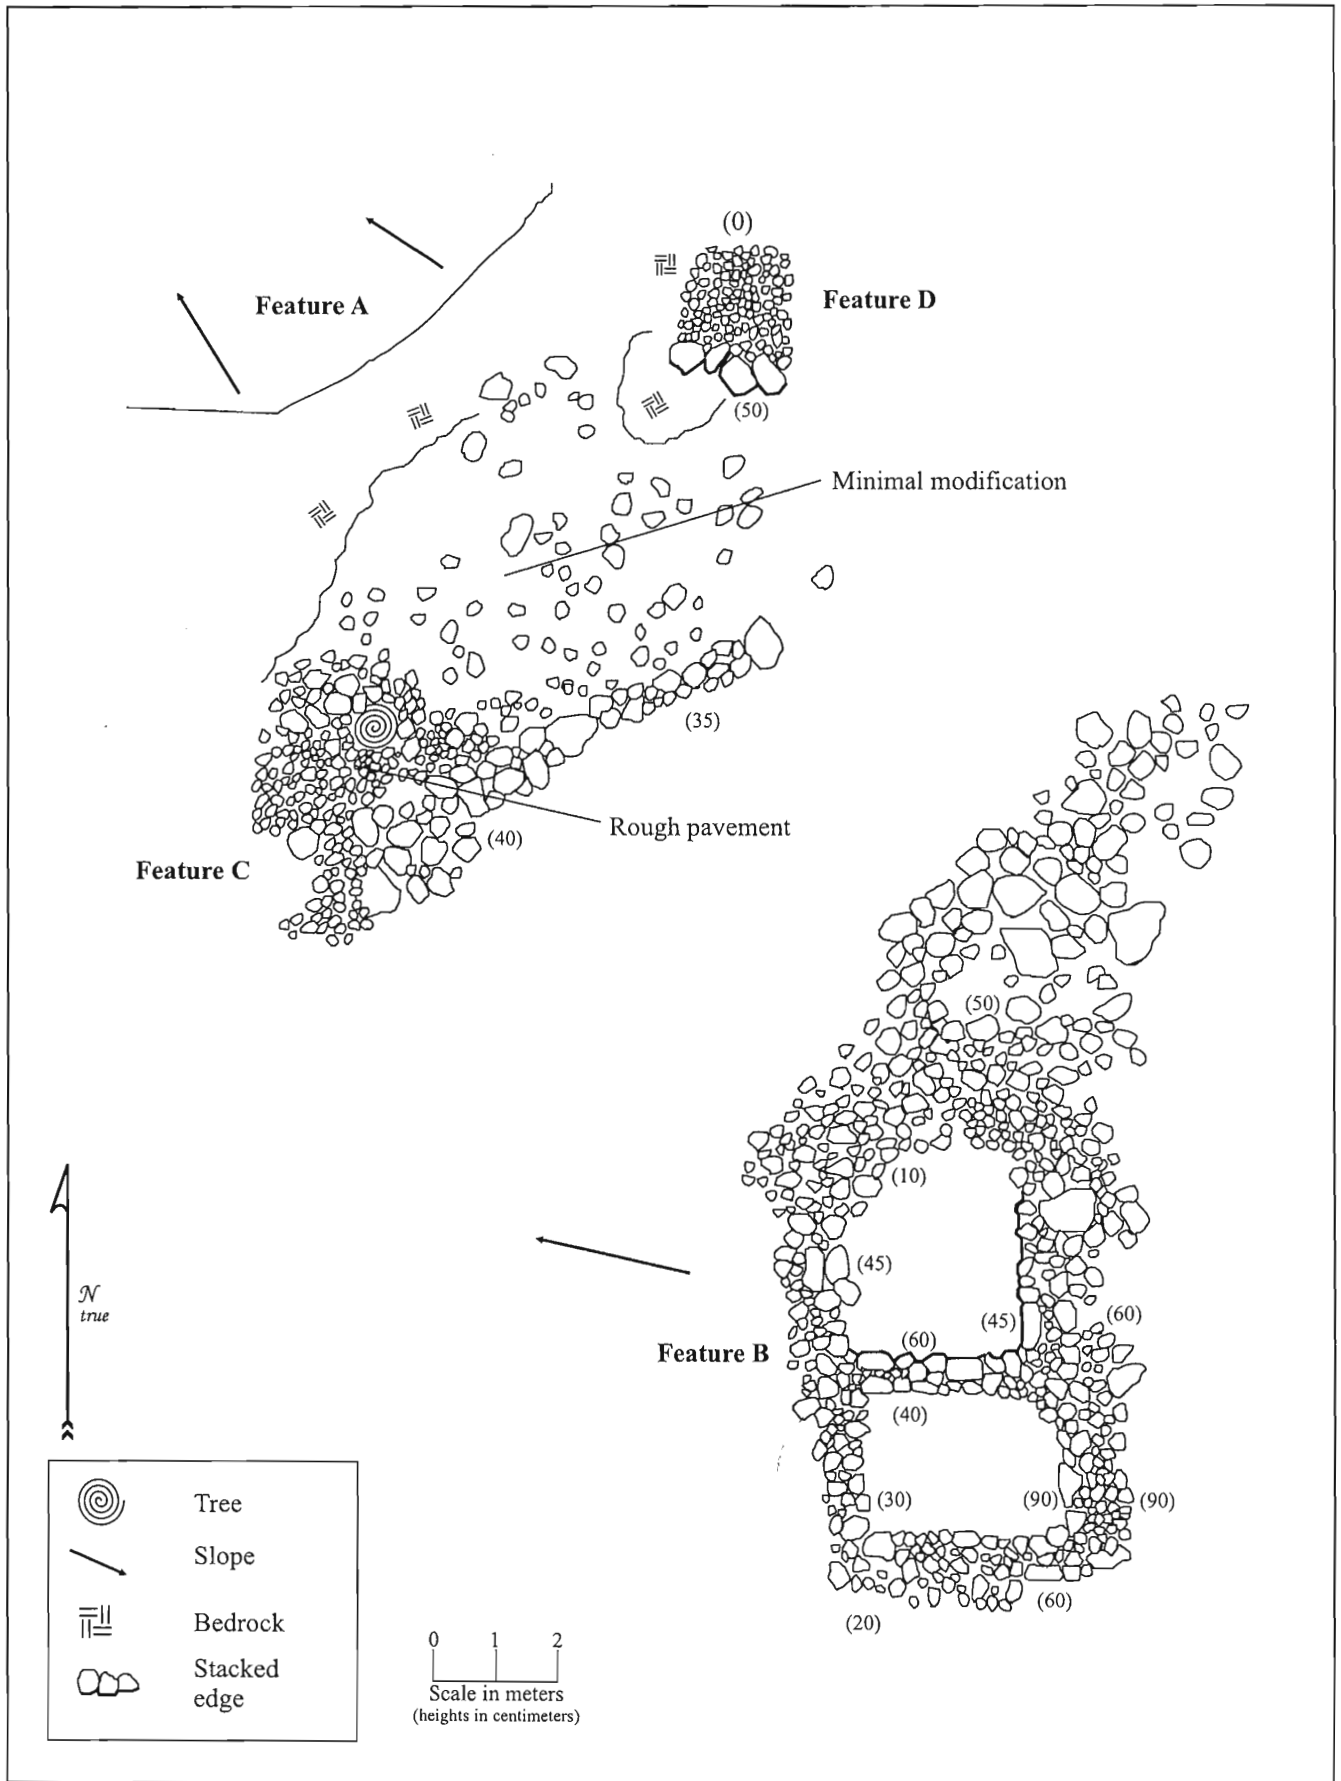 (0)
Feature A
Feature D
(50)
Minimal modification
(35)
Rough pavement
(40)
Feature C
(50)
(10)
(45)
(45)
(60)
(60)
Feature B
(40)
(30)
(90)
(90)
(60)
(20)
N
true
Tree
Slope
Bedrock
Stacked
edge
0 1 2
Scale in meters
(heights in centimeters)